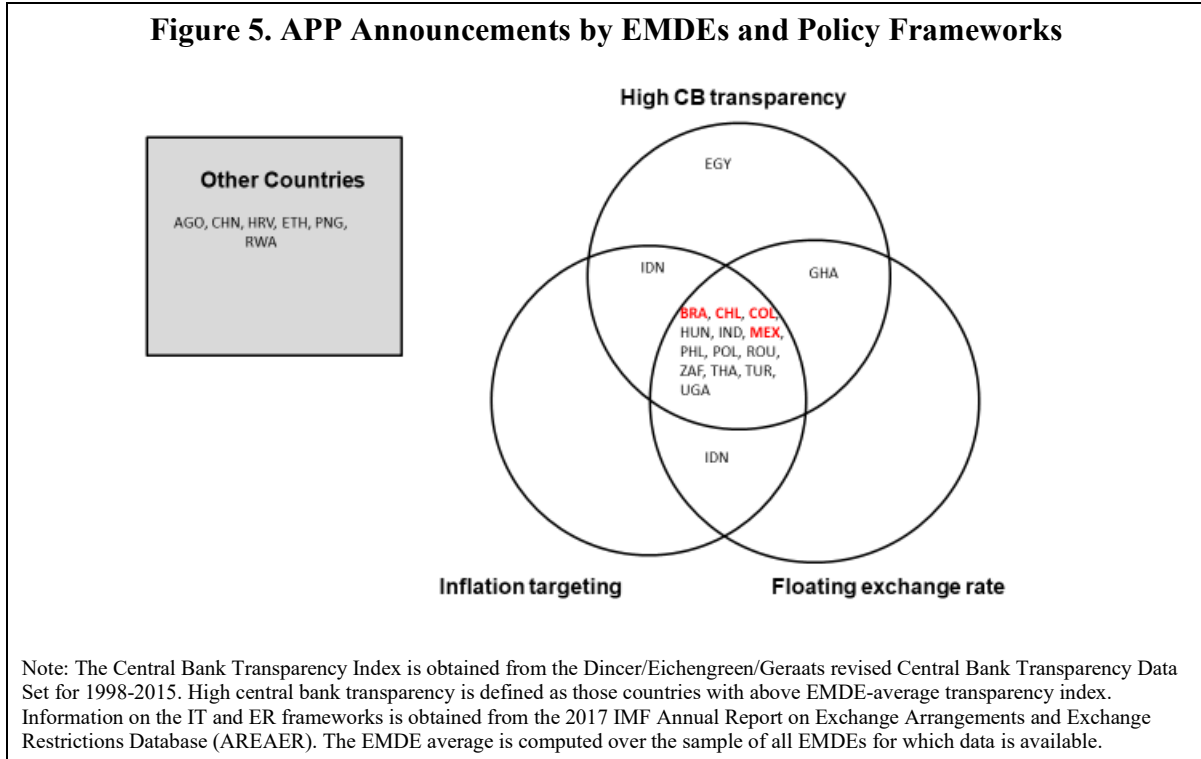 Figure 5. APP Announcements by EMDEs and Policy Frameworks
High CB transparency
EGY
Other Countries
AGO, CHN, HRV, ETH, PNG,
RWA
IDN
GHA
BRA, CHL, COL,
HUN, IND, MEX,
PHL, POL, ROU,
ZAF, THA, TUR,
UGA
IDN
Inflation targeting
Floating exchange rate
Note: The Central Bank Transparency Index is obtained from the Dincer/Eichengreen/Geraats revised Central Bank Transparency Data
Set for 1998-2015. High central bank transparency is defined as those countries with above EMDE-average transparency index.
Information on the IT and ER frameworks is obtained from the 2017 IMF Annual Report on Exchange Arrangements and Exchange
Restrictions Database (AREAER). The EMDE average is computed over the sample of all EMDEs for which data is available.